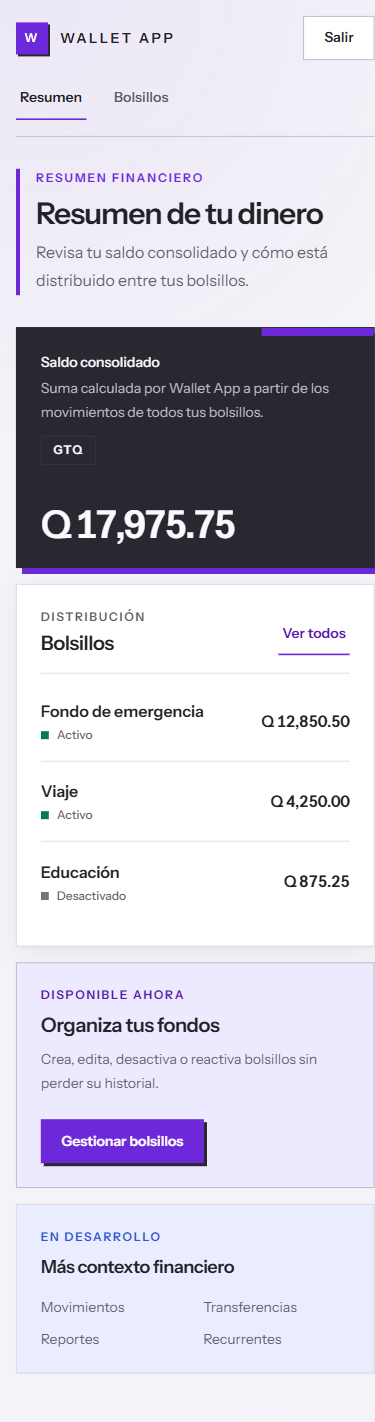 W WALLET APP Salir
Resumen Bolsillos
RESUMEN FINANCIERO
Resumen de tu dinero
Revisa tu saldo consolidado y cómo está
distribuido entre tus bolsillos.
Saldo consolidado
Suma calculada por Wallet App a partir de los
movimientos de todos tus bolsillos.
GTQ
Q 17,975.75
DISTRIBUCIÓN
Bolsillos
Ver todos
Fondo de emergencia
Activo
Q 12,850.50
Viaje
Activo
Q 4,250.00
Educación
Desactivado
Q 875.25
DISPONIBLE AHORA
Organiza tus fondos
Crea, edita, desactiva o reactiva bolsillos sin
perder su historial.
Gestionar bolsillos
EN DESARROLLO
Más contexto financiero
Movimientos Transferencias
Reportes Recurrentes